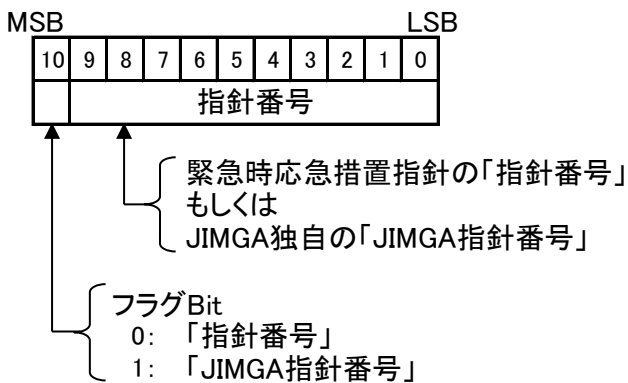 MSB LSB
10 9 8 7 6 5 4 3 2 1 0
指針番号
緊急時応急措置指針の「指針番号」
もしくは
JIMGA独自の「JIMGA指針番号」
フラグBit
0: 「指針番号」
1: 「JIMGA指針番号」